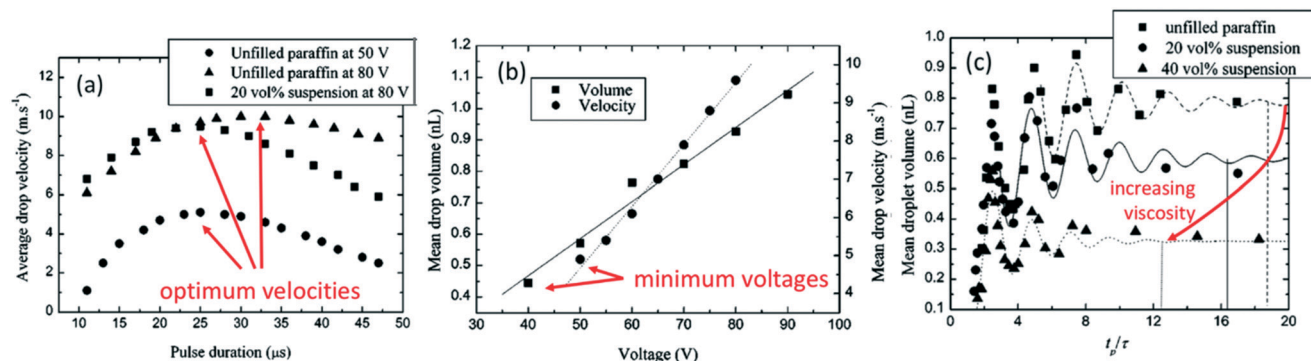 (a)
Unfilled paraffin at 50 V
Unfilled paraffin at 80 V
20 vol% suspension at 80 V
Average drop velocity (m.s⁻¹)
12
10
8
6
4
2
0
optimum velocities
10 15 20 25 30 35 40 45 50
Pulse duration (μs)
(b)
Volume
Velocity
Mean drop volume (nL)
1.2
1.1
1.0
0.9
0.8
0.7
0.6
0.5
0.4
minimum voltages
30 40 50 60 70 80 90 100
Voltage (V)
10
9
8
7
6
5
4
Mean drop velocity (m.s⁻¹)
(c)
unfilled paraffin
20 vol% suspension
40 vol% suspension
Mean droplet volume (nL)
1.0
0.9
0.8
0.7
0.6
0.5
0.4
0.3
0.2
0.1
increasing
viscosity
0 4 8 12 16 20
tₚ/τ